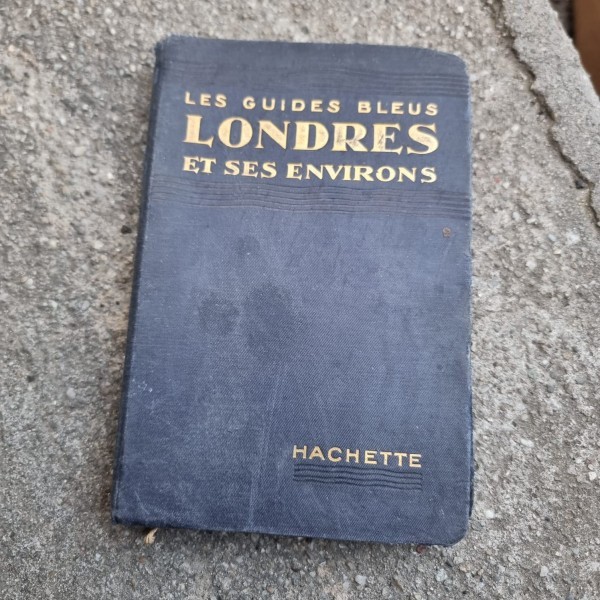 LES GUIDES BLEUS
LONDRES
ET SES ENVIRONS
HACHETTE